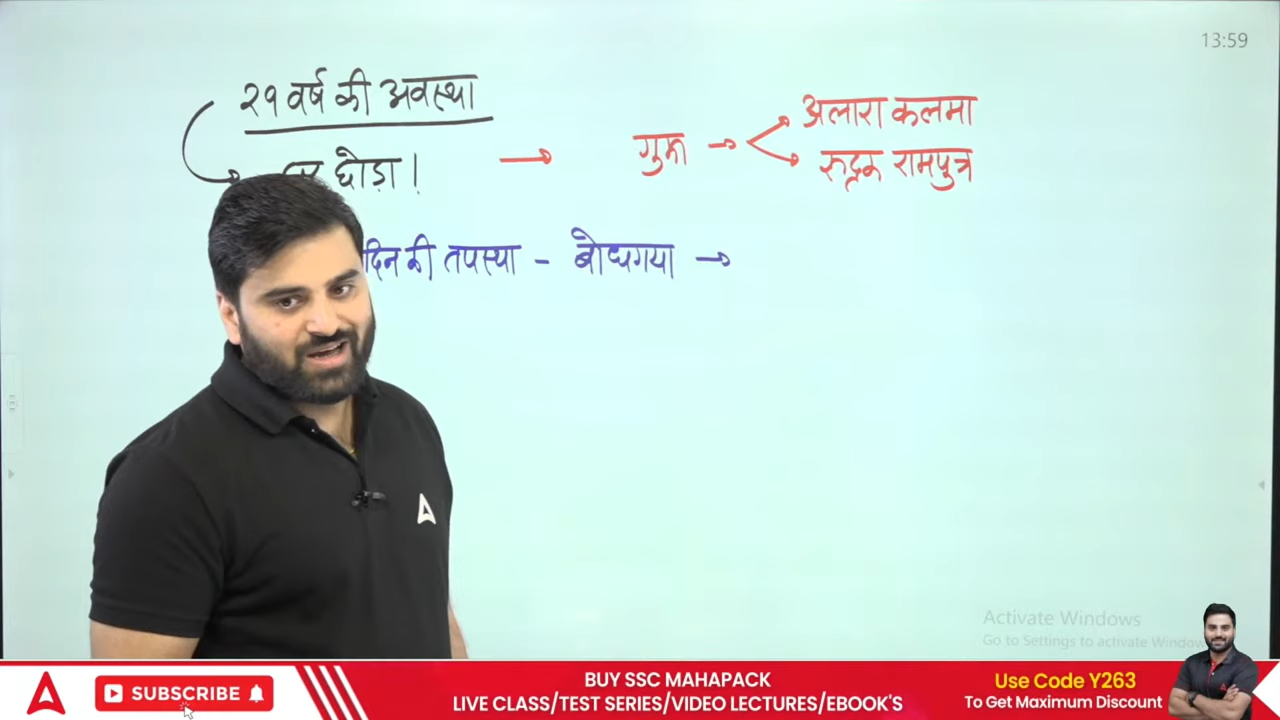 13:59
२९ वर्ष की अवस्था
छोड़ा।
गुरू
अलारा कलमा
रुद्रक रामपुत्र
दिन की तपस्या - बोधगया
Activate Windows
Go to Settings to activate Windows
SUBSCRIBE
BUY SSC MAHAPACK
LIVE CLASS/TEST SERIES/VIDEO LECTURES/EBOOK'S
Use Code Y263
To Get Maximum Discount